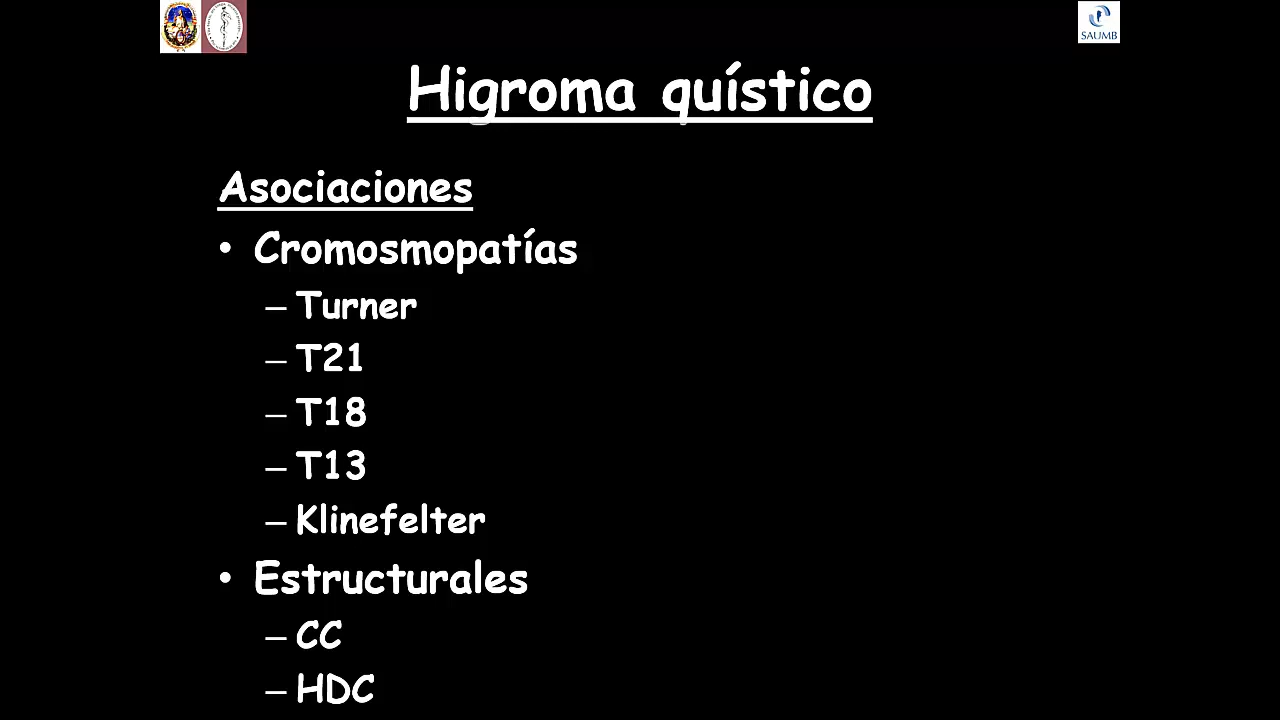 SAUMB
Higroma quístico
Asociaciones
• Cromosmopatías
– Turner
– T21
– T18
– T13
– Klinefelter
• Estructurales
– CC
– HDC